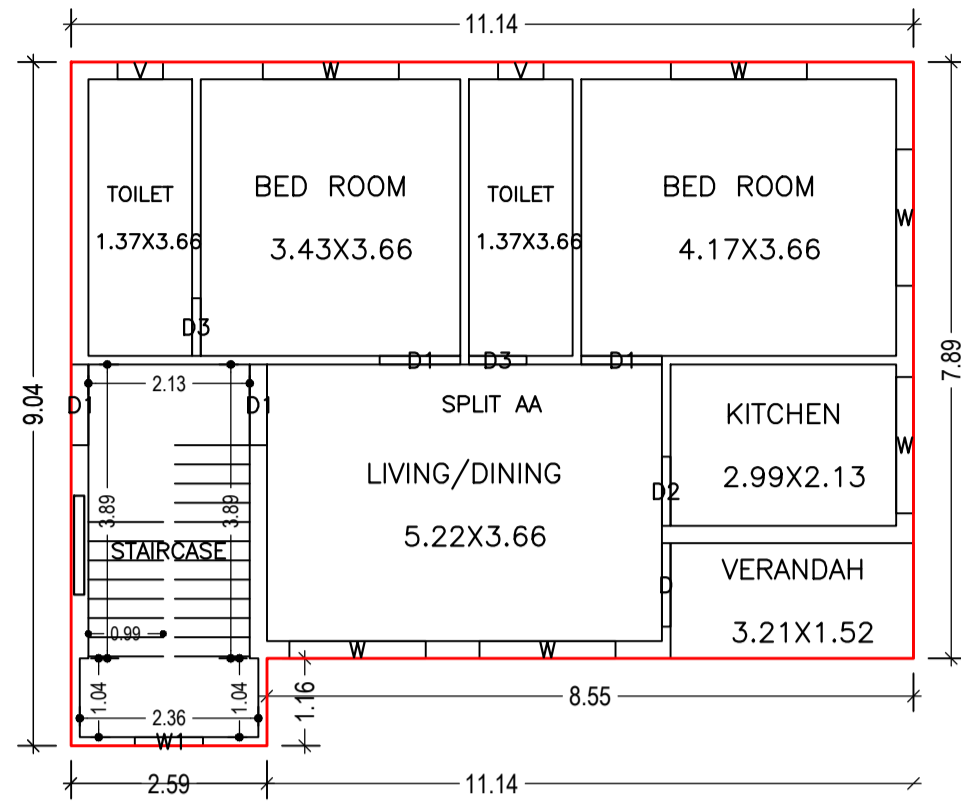 11.14
V
W
V
W
TOILET
BED ROOM
TOILET
BED ROOM
W
1.37X3.66
3.43X3.66
1.37X3.66
4.17X3.66
D3
D1
D3
D1
9.04
7.89
2.13
D1
D1
SPLIT AA
KITCHEN
W
LIVING/DINING
2.99X2.13
D2
3.89
3.89
5.22X3.66
STAIRCASE
VERANDAH
D
0.99
3.21X1.52
W
W
1.04
1.04
1.16
8.55
2.36
W1
2.59
11.14